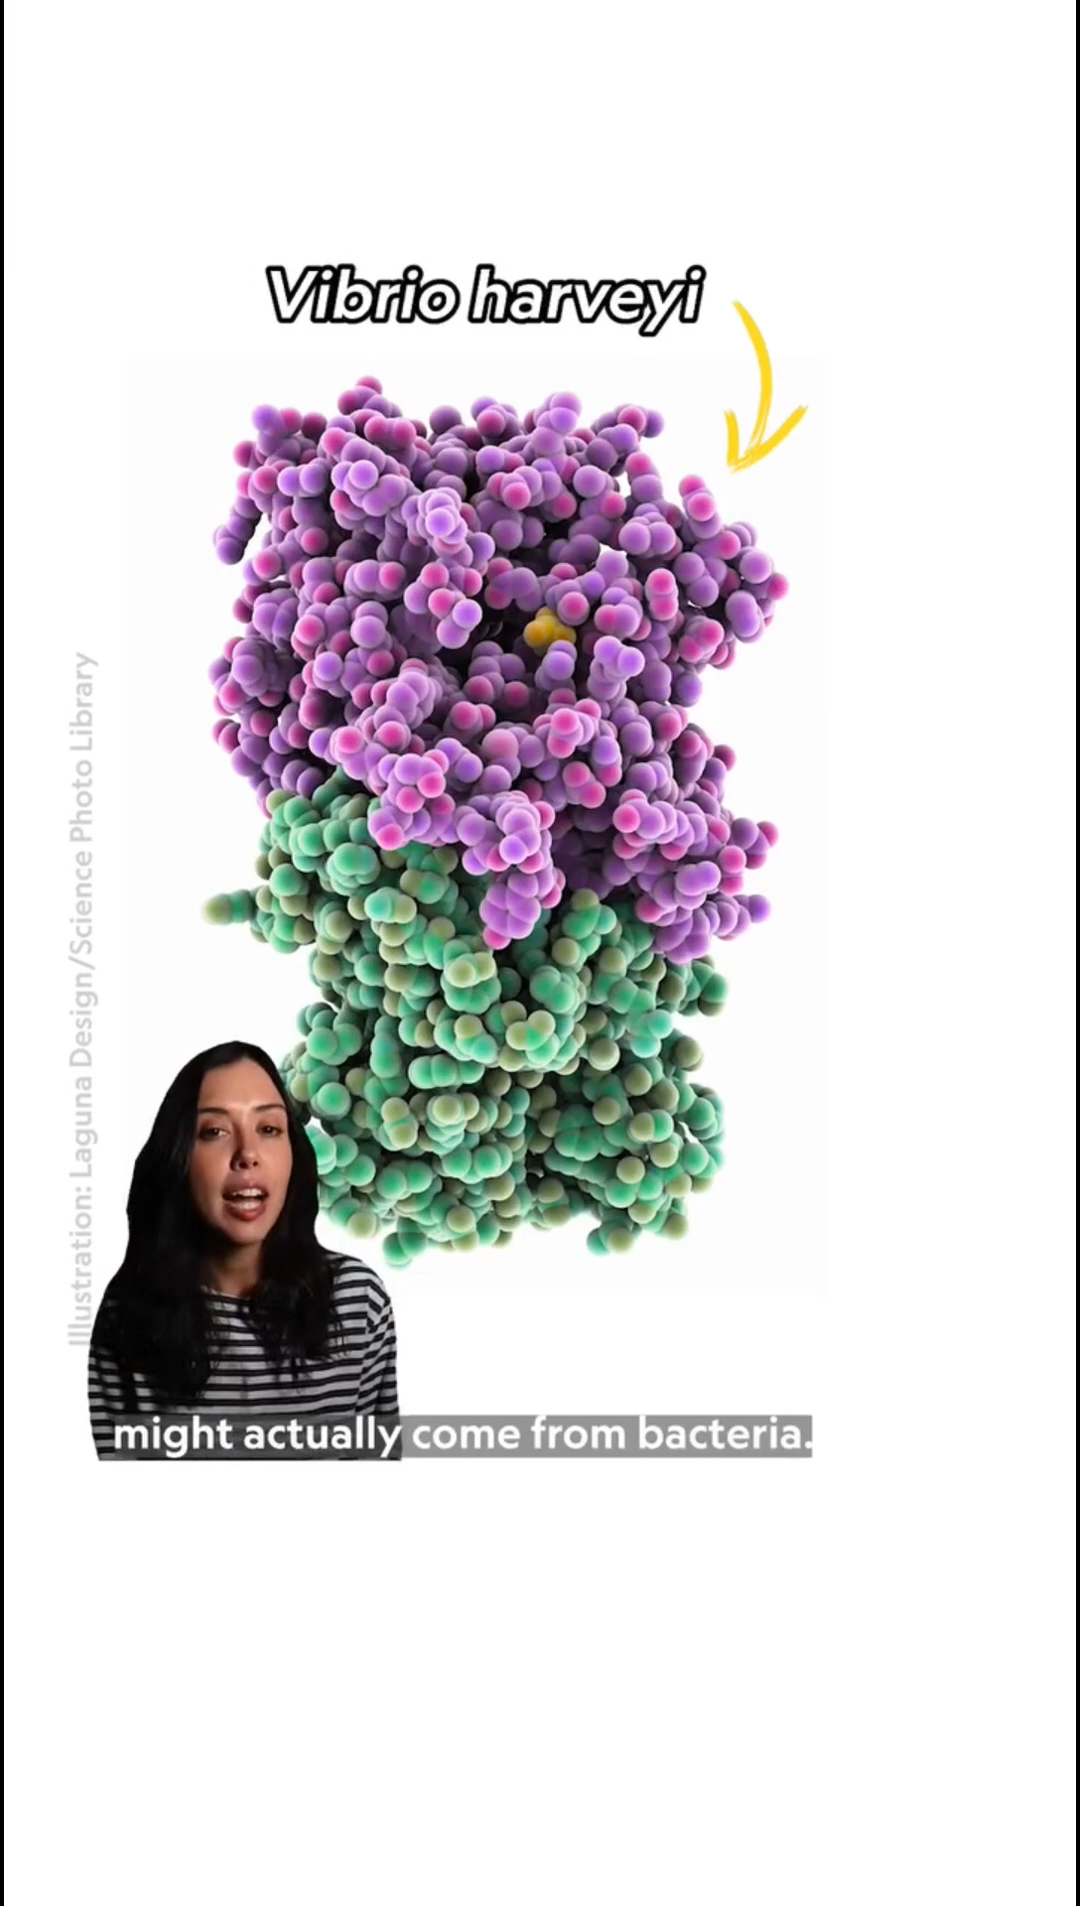 Vibrio harveyi
Illustration: Laguna Design/Science Photo Library
might actually come from bacteria.